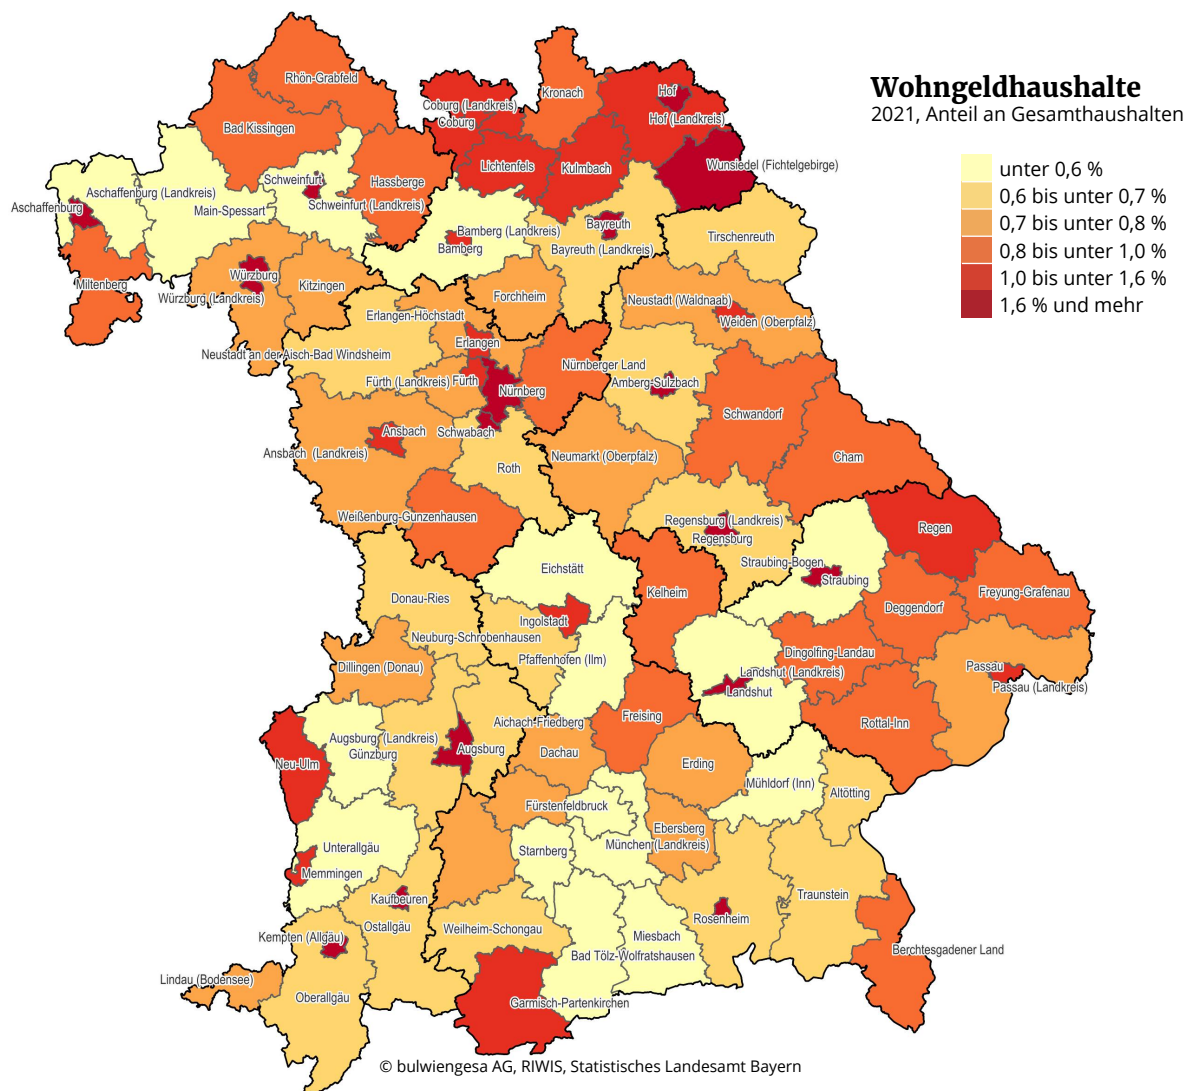 Wohngeldhaushalte
2021, Anteil an Gesamthaushalten
unter 0,6 %
0,6 bis unter 0,7 %
0,7 bis unter 0,8 %
0,8 bis unter 1,0 %
1,0 bis unter 1,6 %
1,6 % und mehr
Rhön-Grabfeld
Kronach
Hof
Coburg (Landkreis)
Coburg
Hof (Landkreis)
Bad Kissingen
Lichtenfels
Kulmbach
Wunsiedel (Fichtelgebirge)
Schweinfurt
Hassberge
Aschaffenburg (Landkreis)
Aschaffenburg
Main-Spessart
Schweinfurt (Landkreis)
Bamberg (Landkreis)
Bamberg
Bayreuth
Bayreuth (Landkreis)
Tirschenreuth
Würzburg
Miltenberg
Würzburg (Landkreis)
Kitzingen
Forchheim
Neustadt (Waldnaab)
Weiden (Oberpfalz)
Erlangen-Höchstadt
Erlangen
Neustadt an der Aisch-Bad Windsheim
Nürnberger Land
Fürth (Landkreis)
Fürth
Nürnberg
Amberg-Sulzbach
Schwandorf
Ansbach
Schwabach
Ansbach (Landkreis)
Roth
Neumarkt (Oberpfalz)
Cham
Weißenburg-Gunzenhausen
Regensburg (Landkreis)
Regensburg
Regen
Straubing-Bogen
Straubing
Eichstätt
Kelheim
Freyung-Grafenau
Donau-Ries
Deggendorf
Ingolstadt
Neuburg-Schrobenhausen
Pfaffenhofen (Ilm)
Dingolfing-Landau
Dillingen (Donau)
Landshut (Landkreis)
Landshut
Passau
Passau (Landkreis)
Freising
Rottal-Inn
Aichach-Friedberg
Augsburg (Landkreis)
Günzburg
Augsburg
Dachau
Neu-Ulm
Erding
Mühldorf (Inn)
Altötting
Fürstenfeldbruck
Ebersberg
München (Landkreis)
Starnberg
Unterallgäu
Memmingen
Traunstein
Kaufbeuren
Rosenheim
Ostallgäu
Weilheim-Schongau
Kempten (Allgäu)
Miesbach
Bad Tölz-Wolfratshausen
Berchtesgadener Land
Lindau (Bodensee)
Oberallgäu
Garmisch-Partenkirchen
© bulwiengesa AG, RIWIS, Statistisches Landesamt Bayern